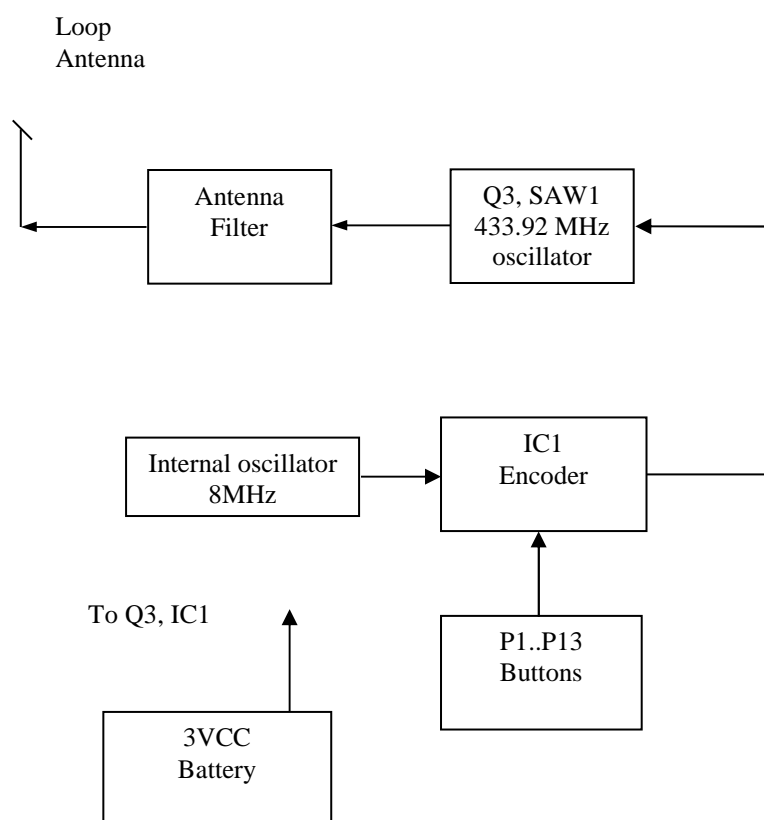 Loop
Antenna
Antenna
Filter
Q3, SAW1
433.92 MHz
oscillator
Internal oscillator
8MHz
IC1
Encoder
To Q3, IC1
P1..P13
Buttons
3VCC
Battery